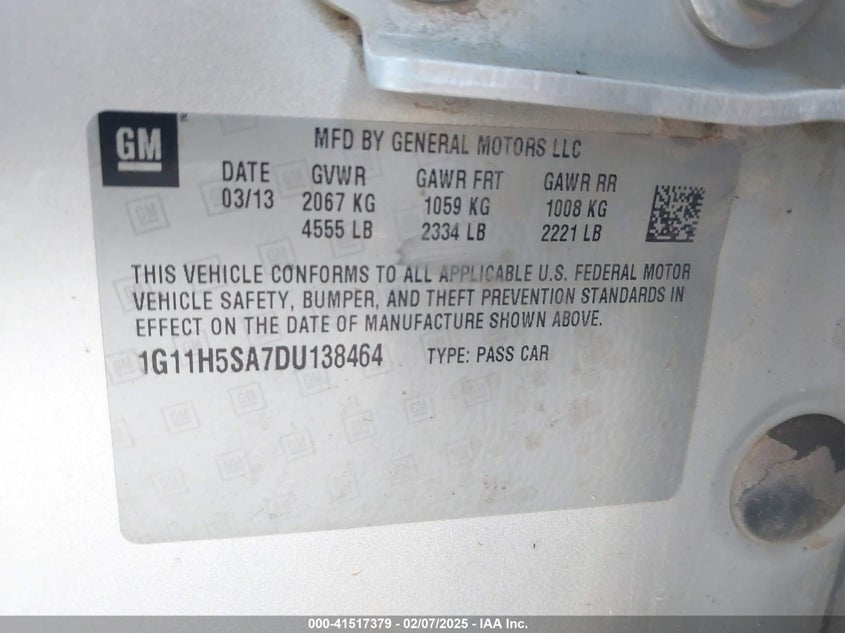 GM
MFD BY GENERAL MOTORS LLC
DATE GVWR GAWR FRT GAWR RR
03/13 2067 KG 1059 KG 1008 KG
4555 LB 2334 LB 2221 LB
THIS VEHICLE CONFORMS TO ALL APPLICABLE U.S. FEDERAL MOTOR
VEHICLE SAFETY, BUMPER, AND THEFT PREVENTION STANDARDS IN
EFFECT ON THE DATE OF MANUFACTURE SHOWN ABOVE.
1G11H5SA7DU138464 TYPE: PASS CAR
000-41517379 - 02/07/2025 - IAA Inc.